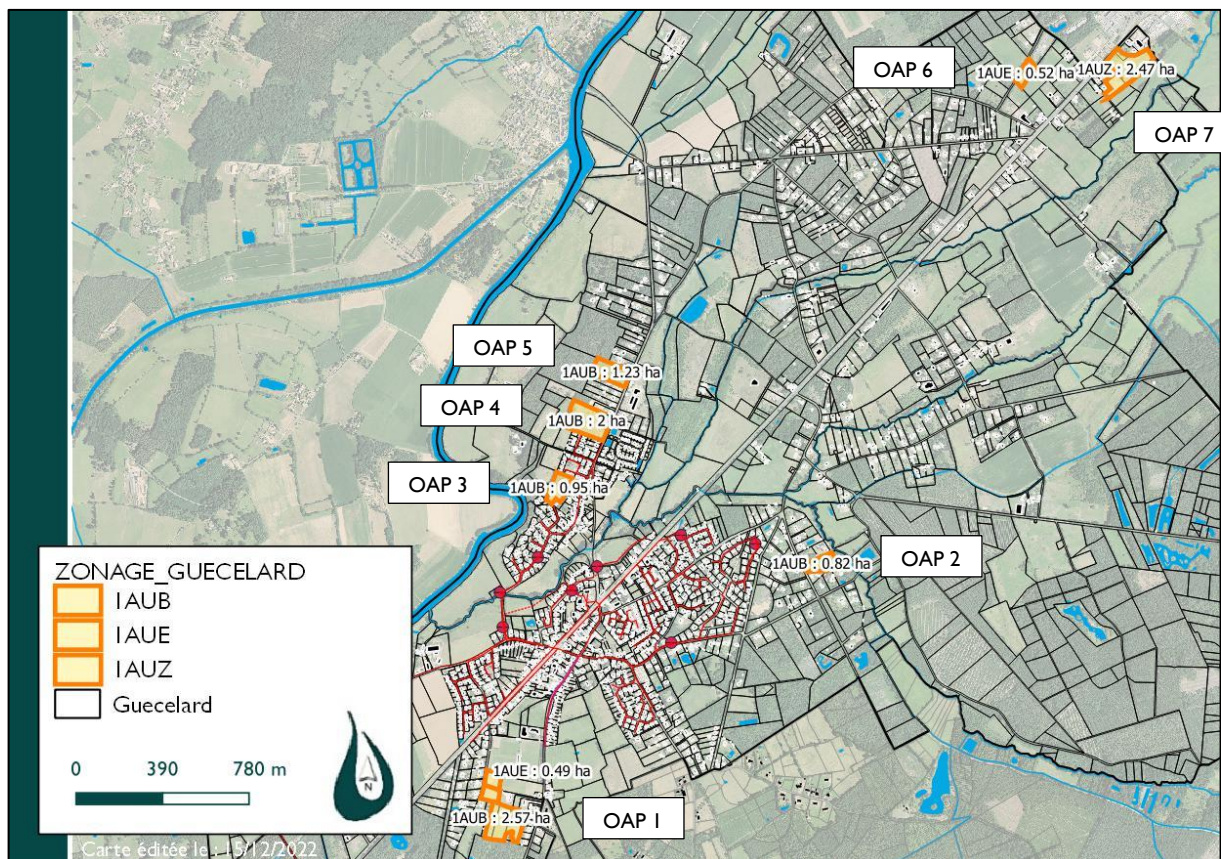 OAP 6
1AUE : 0.52 ha
1AUZ : 2.47 ha
OAP 7
OAP 5
1AUB : 1.23 ha
OAP 4
1AUB : 2 ha
OAP 3
1AUB : 0.95 ha
1AUB : 0.82 ha
OAP 2
ZONAGE_GUECELARD
1AUB
1AUE
1AUZ
Guecelard
0 390 780 m
N
1AUE : 0.49 ha
1AUB : 2.57 ha
OAP 1
Carte éditée le : 15/12/2022